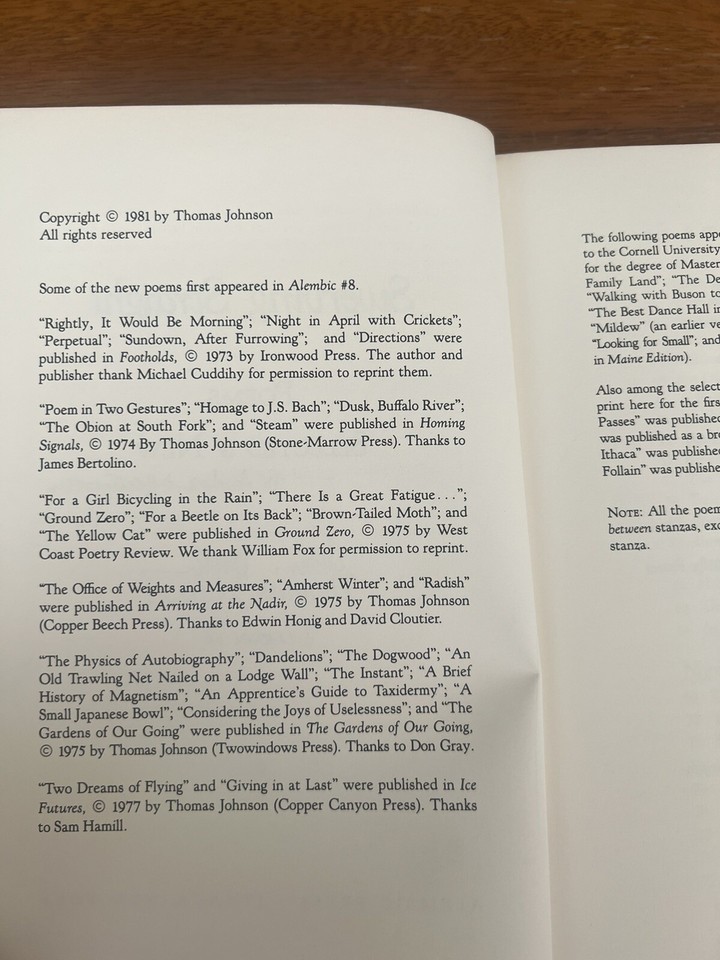 Copyright © 1981 by Thomas Johnson
All rights reserved
Some of the new poems first appeared in Alembic #8.
“Rightly, It Would Be Morning”; “Night in April with Crickets”;
“Perpetual”; “Sundown, After Furrowing”; and “Directions” were
published in Footholds, © 1973 by Ironwood Press. The author and
publisher thank Michael Cuddihy for permission to reprint them.
“Poem in Two Gestures”; “Homage to J.S. Bach”; “Dusk, Buffalo River”;
“The Obion at South Fork”; and “Steam” were published in Homing
Signals, © 1974 By Thomas Johnson (Stone-Marrow Press). Thanks to
James Bertolino.
“For a Girl Bicycling in the Rain”; “There Is a Great Fatigue...”;
“Ground Zero”; “For a Beetle on Its Back”; “Brown-Tailed Moth”; and
“The Yellow Cat” were published in Ground Zero, © 1975 by West
Coast Poetry Review. We thank William Fox for permission to reprint.
“The Office of Weights and Measures”; “Amherst Winter”; and “Radish”
were published in Arriving at the Nadir, © 1975 by Thomas Johnson
(Copper Beech Press). Thanks to Edwin Honig and David Cloutier.
“The Physics of Autobiography”; “Dandelions”; “The Dogwood”; “An
Old Trawling Net Nailed on a Lodge Wall”; “The Instant”; “A Brief
History of Magnetism”; “An Apprentice’s Guide to Taxidermy”; “A
Small Japanese Bowl”; “Considering the Joys of Uselessness”; and “The
Gardens of Our Going” were published in The Gardens of Our Going,
© 1975 by Thomas Johnson (Twowindows Press). Thanks to Don Gray.
“Two Dreams of Flying” and “Giving in at Last” were published in Ice
Futures, © 1977 by Thomas Johnson (Copper Canyon Press). Thanks
to Sam Hamill.
The following poems
to the Cornell University
for the degree of Master
Family Land”; “The
“Walking with Buson
“The Best Dance Hall
“Mildew” (an earlier
“Looking for Small”; and
in Maine Edition).
Also among the
print here for the
Passes” was
was published as a
Ithaca” was
Follain” was
NOTE: All the
between stanzas,
stanza.